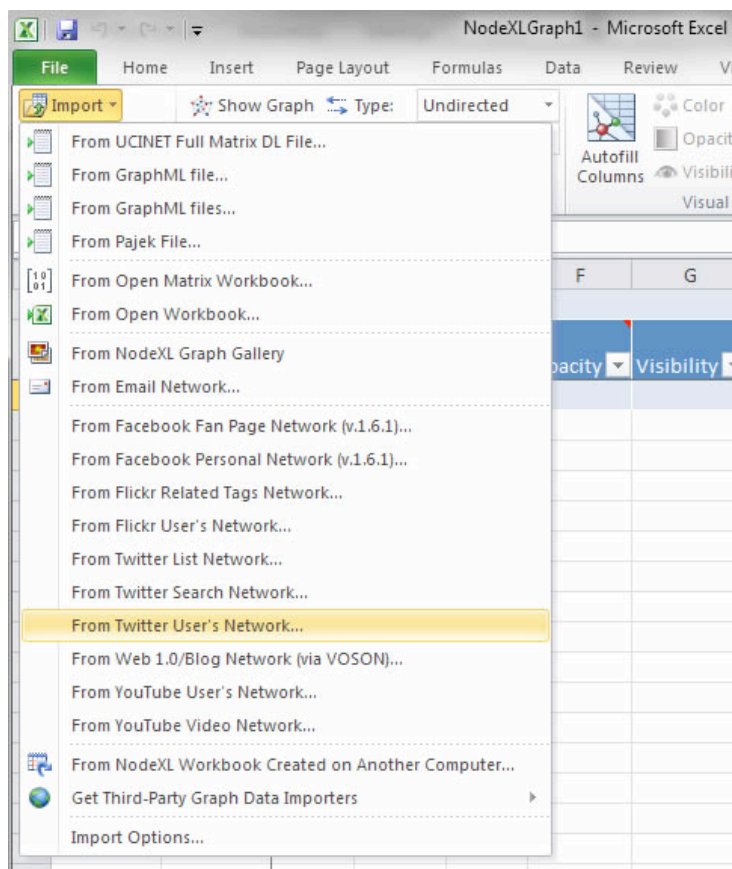 NodeXLGraph1 - Microsoft Excel
File Home Insert Page Layout Formulas Data Review
Import Show Graph Type: Undirected Color
Autofill Columns
Visual
From UCINET Full Matrix DL File...
From GraphML file...
From GraphML files...
From Pajek File...
From Open Matrix Workbook...
From Open Workbook...
From NodeXL Graph Gallery
From Email Network...
From Facebook Fan Page Network (v.1.6.1)...
From Facebook Personal Network (v.1.6.1)...
From Flickr Related Tags Network...
From Flickr User's Network...
From Twitter List Network...
From Twitter Search Network...
From Twitter User's Network...
From Web 1.0/Blog Network (via VOSON)...
From YouTube User's Network...
From YouTube Video Network...
From NodeXL Workbook Created on Another Computer...
Get Third-Party Graph Data Importers
Import Options...
F G
pacity Visibility